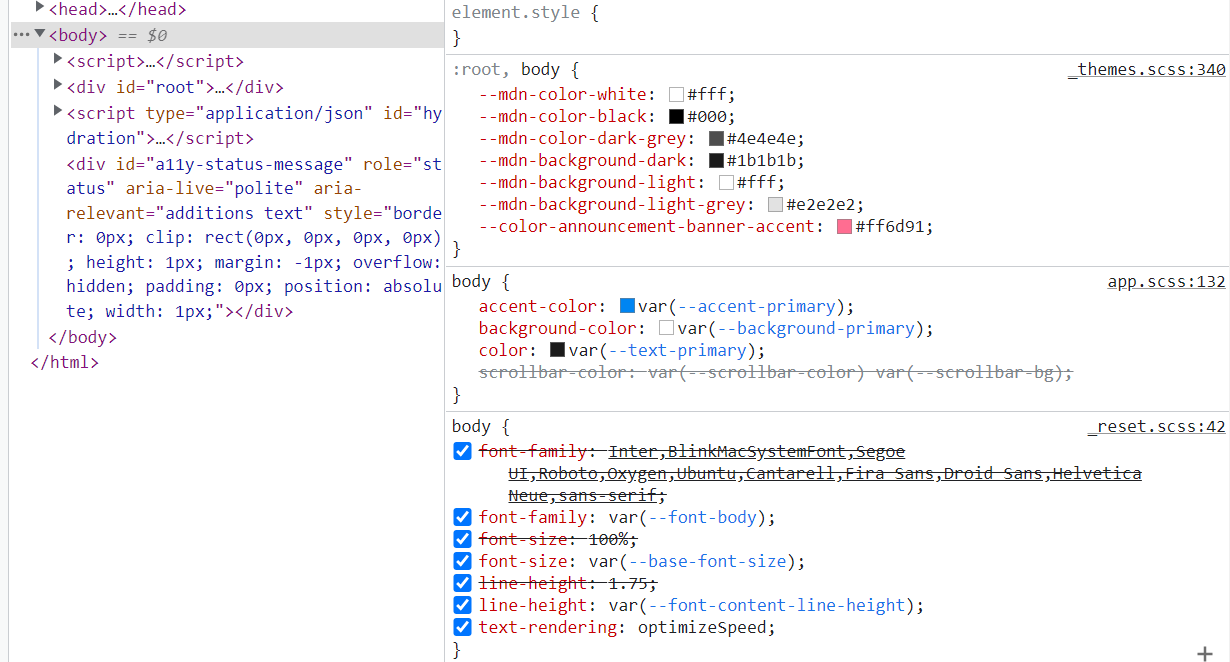 <head>…</head>
··· <body> == $0
<script>…</script>
<div id="root">…</div>
<script type="application/json" id="hy
dration">…</script>
<div id="a11y-status-message" role="st
atus" aria-live="polite" aria-
relevant="additions text" style="borde
r: 0px; clip: rect(0px, 0px, 0px, 0px)
; height: 1px; margin: -1px; overflow:
hidden; padding: 0px; position: absolu
te; width: 1px;"></div>
</body>
</html>
element.style {
}
:root, body { _themes.scss:340
--mdn-color-white: #fff;
--mdn-color-black: #000;
--mdn-color-dark-grey: #4e4e4e;
--mdn-background-dark: #1b1b1b;
--mdn-background-light: #fff;
--mdn-background-light-grey: #e2e2e2;
--color-announcement-banner-accent: #ff6d91;
}
body { app.scss:132
accent-color: var(--accent-primary);
background-color: var(--background-primary);
color: var(--text-primary);
scrollbar-color: var(--scrollbar-color) var(--scrollbar-bg);
}
body { _reset.scss:42
font-family: Inter,BlinkMacSystemFont,Segoe
UI,Roboto,Oxygen,Ubuntu,Cantarell,Fira Sans,Droid Sans,Helvetica
Neue,sans-serif;
font-family: var(--font-body);
font-size: 100%;
font-size: var(--base-font-size);
line-height: 1.75;
line-height: var(--font-content-line-height);
text-rendering: optimizeSpeed;
}